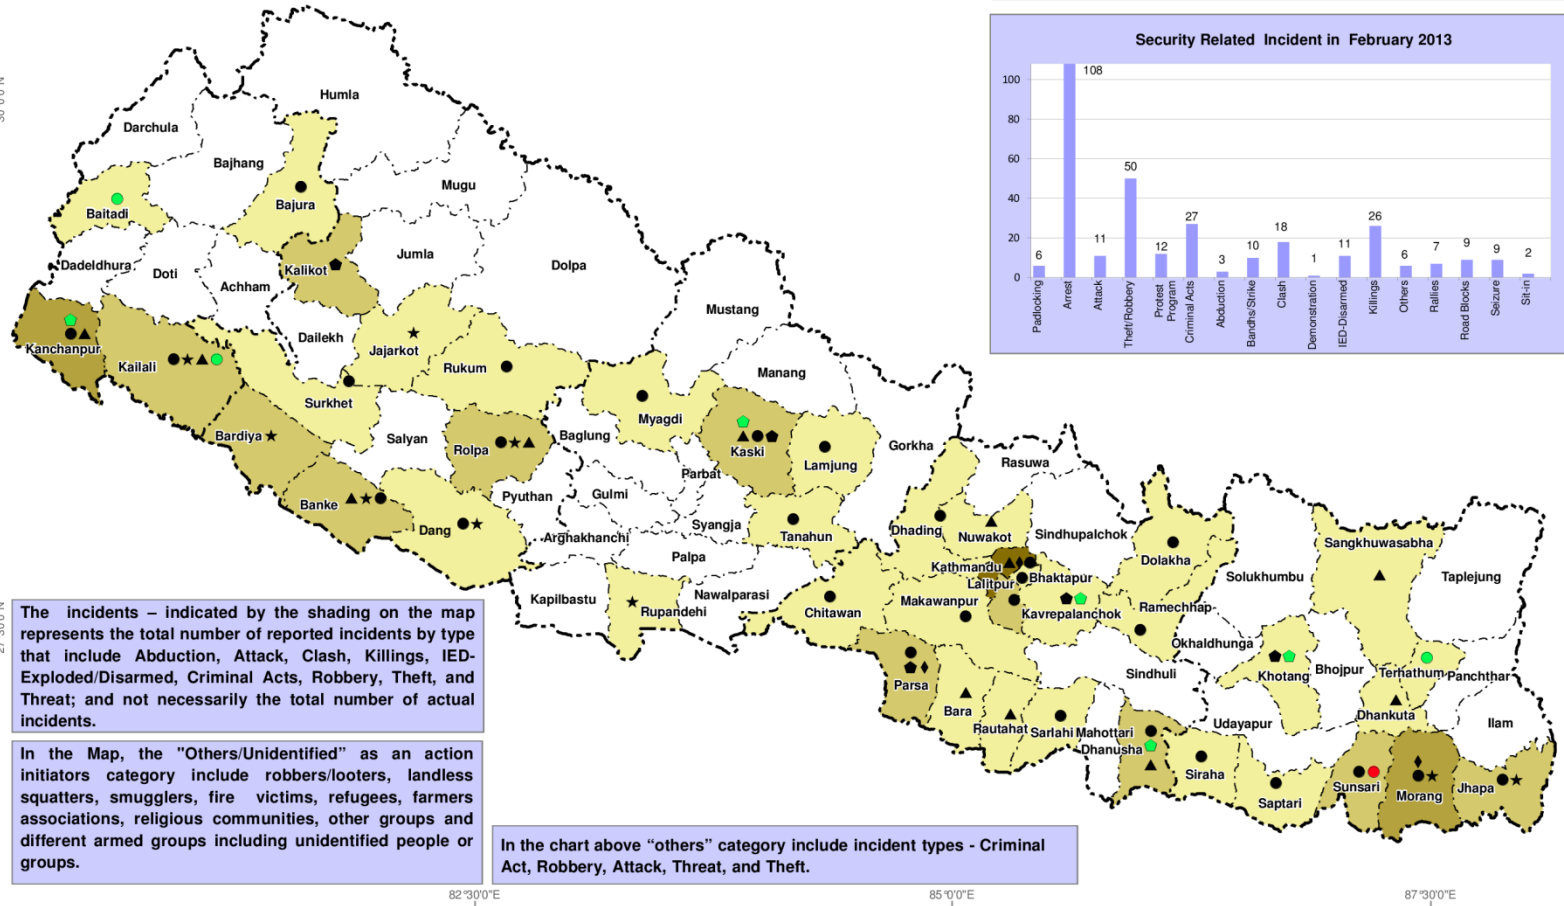 Security Related Incident in February 2013
100
80
60
40
20
0
6
108
11
50
12
27
3
10
18
1
11
26
6
7
9
9
2
Padlocking
Arrest
Attack
Theft/Robbery
Protest
Program
Criminal Acts
Abduction
Bandhs/Strike
Clash
Demonstration
IED-Disarmed
Killings
Others
Rallies
Road Blocks
Seizure
Sit-in
30°0'0"N
Humla
Darchula
Bajhang
Mugu
Bajura
Baitadi
Jumla
Dadeldhura
Doti
Kalikot
Dolpa
Achham
Mustang
Dailekh
Kanchanpur
Jajarkot
Kailali
Rukum
Manang
Surkhet
Myagdi
Bardiya
Salyan
Baglung
Rolpa
Kaski
Gorkha
Lamjung
Rasuwa
Parbat
Pyuthan
Gulmi
Banke
Syangja
Dang
Dhading
Nuwakot
Sindhupalchok
Arghakhanchi
Tanahun
Sangkhuwasabha
Palpa
Dolakha
Kathmandu
Lalitpur
Bhaktapur
Solukhumbu
Taplejung
Kapilbastu
Nawalparasi
Rupandehi
Chitawan
Makawanpur
Kavrepalanchok
Ramechhap
Okhaldhunga
Sindhuli
Khotang
Bhojpur
Terhathum
Panchthar
Parsa
Bara
Rautahat
Sarlahi
Mahottari
Dhanusha
Udayapur
Dhankuta
Ilam
Siraha
Saptari
Sunsari
Morang
Jhapa
27°30'0"N
The incidents – indicated by the shading on the map
represents the total number of reported incidents by type
that include Abduction, Attack, Clash, Killings, IED-
Exploded/Disarmed, Criminal Acts, Robbery, Theft, and
Threat; and not necessarily the total number of actual
incidents.
In the Map, the "Others/Unidentified” as an action
initiators category include robbers/looters, landless
squatters, smugglers, fire victims, refugees, farmers
associations, religious communities, other groups and
different armed groups including unidentified people or
groups.
In the chart above “others” category include incident types - Criminal
Act, Robbery, Attack, Threat, and Theft.
82°30'0"E
85°0'0"E
87°30'0"E